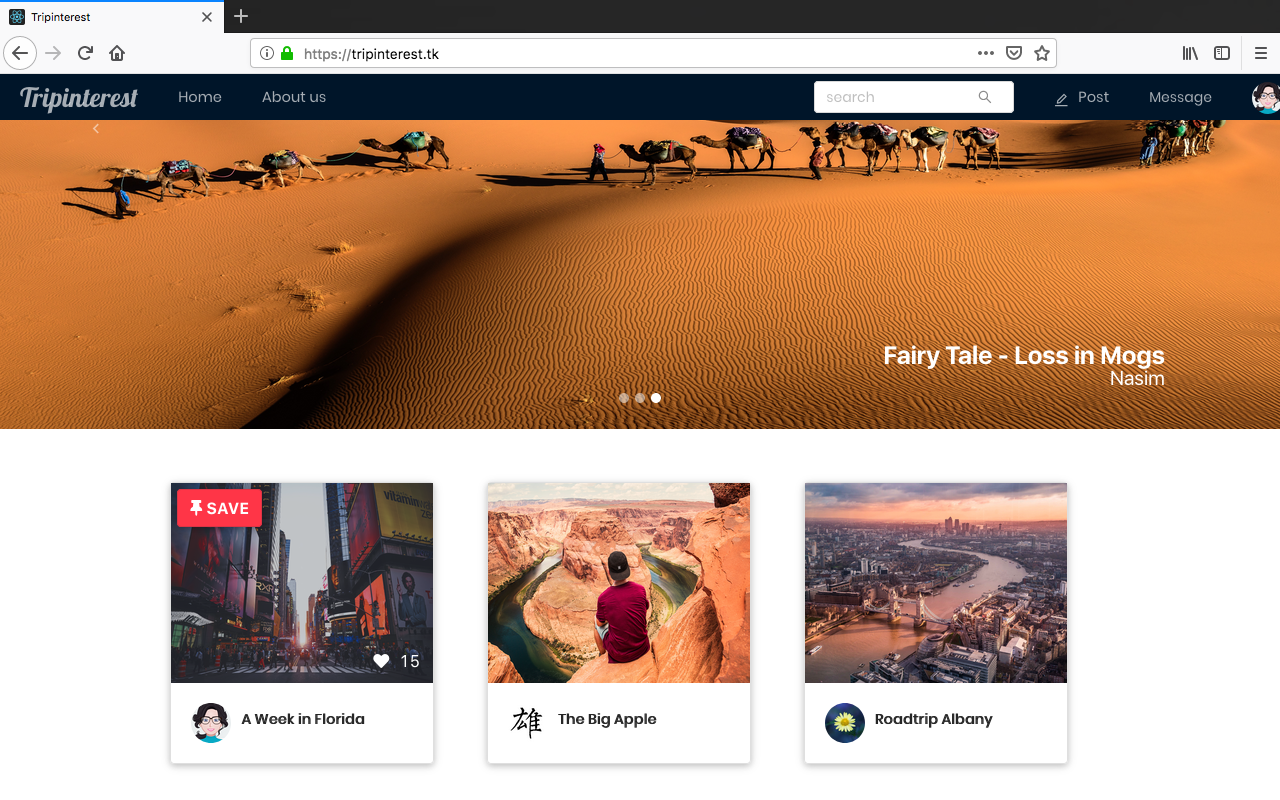 Tripinterest
https://tripinterest.tk
Tripinterest
Home
About us
search
Post
Message
Fairy Tale - Loss in Mogs
Nasim
SAVE
15
A Week in Florida
雄
The Big Apple
Roadtrip Albany